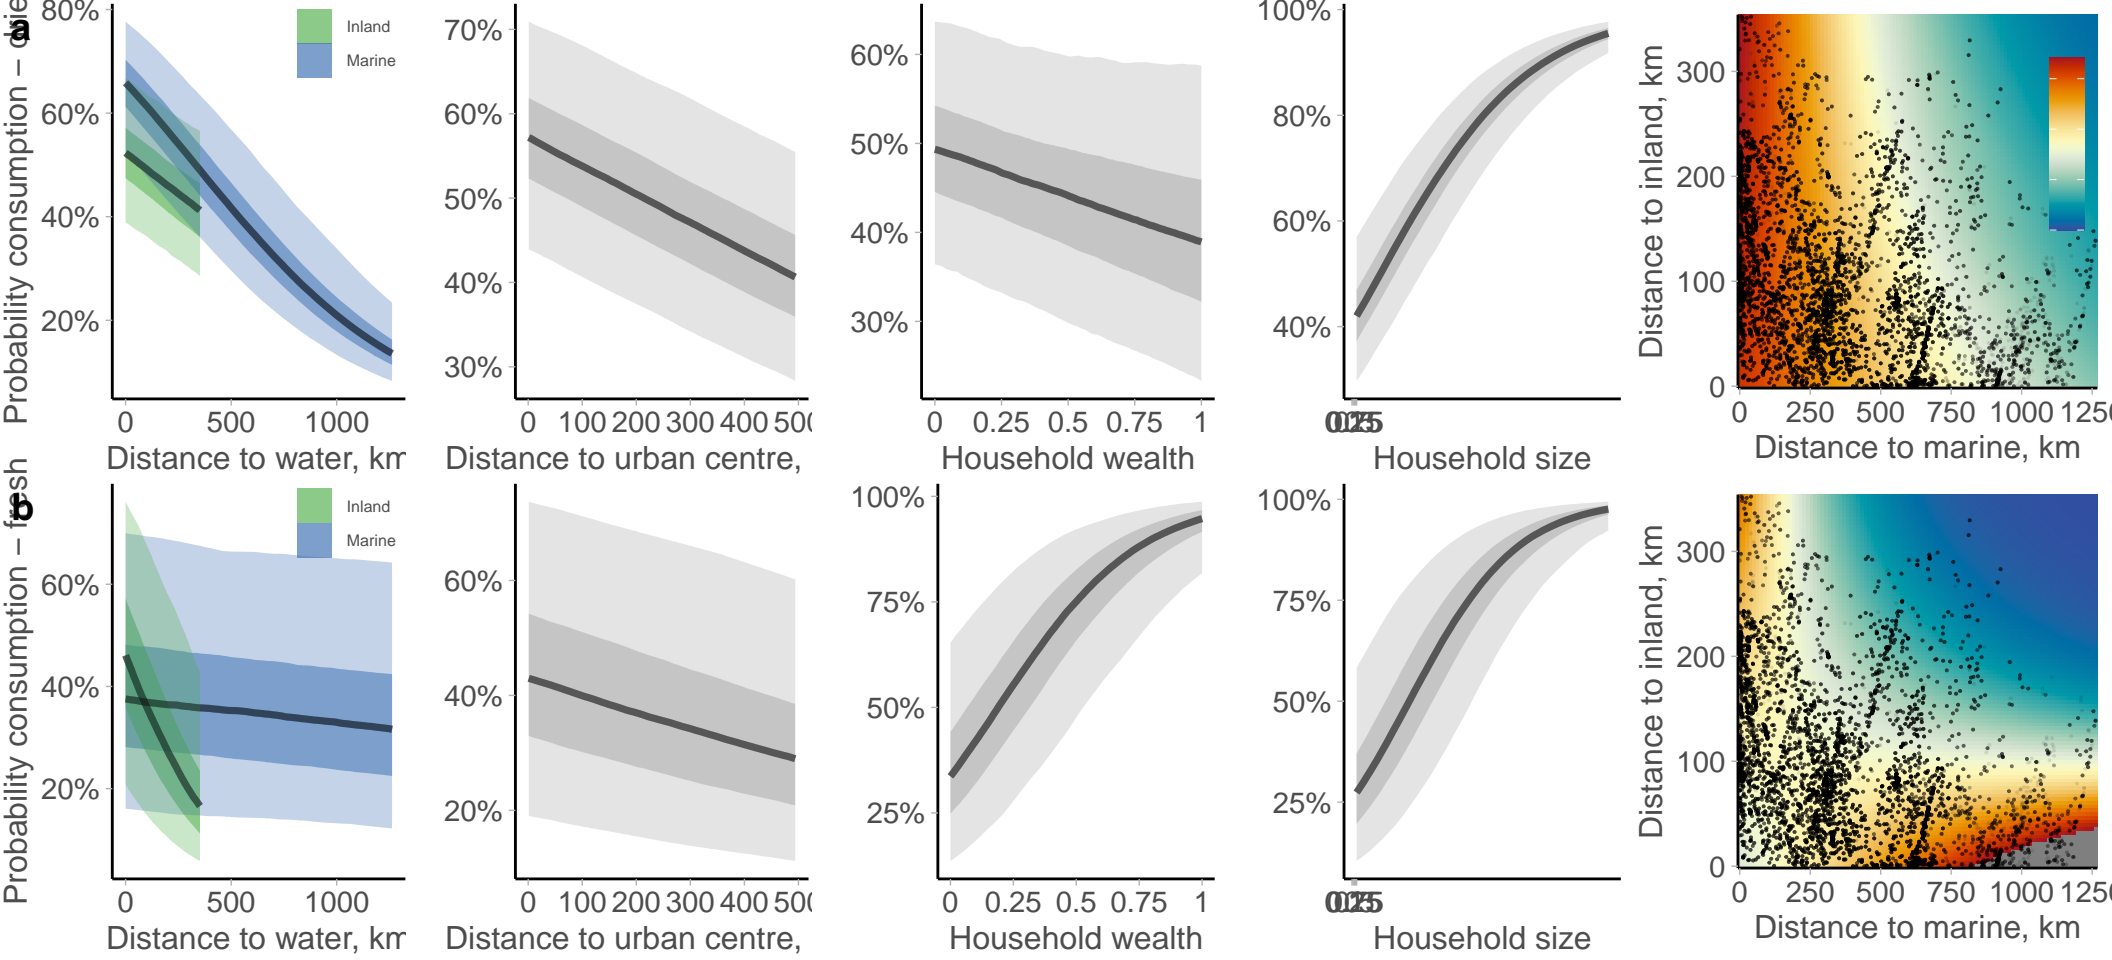 a
Probability consumption – drie
80%
60%
40%
20%
Inland
Marine
0 500 1000
Distance to water, km
70%
60%
50%
40%
30%
0 100 200 300 400 500
Distance to urban centre,
60%
50%
40%
30%
0 0.25 0.5 0.75 1
Household wealth
100%
80%
60%
40%
Household size
Distance to inland, km
300
200
100
0
0 250 500 750 1000 1250
Distance to marine, km
b
Probability consumption – fresh
60%
40%
20%
Inland
Marine
0 500 1000
Distance to water, km
60%
40%
20%
0 100 200 300 400 500
Distance to urban centre,
100%
75%
50%
25%
0 0.25 0.5 0.75 1
Household wealth
100%
75%
50%
25%
Household size
Distance to inland, km
300
200
100
0
0 250 500 750 1000 1250
Distance to marine, km